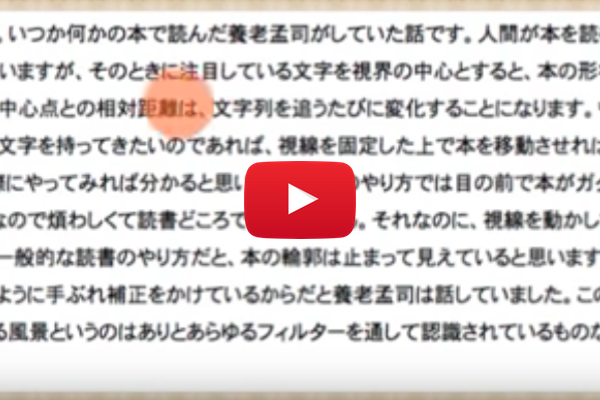 、いつか何かの本で読んだ養老孟司がしていた話です。人間が本を読
いますが、そのときに注目している文字を視界の中心とすると、本の形
中心点との相対距離は、文字列を追うたびに変化することになります。
文字を持ってきたいのであれば、視線を固定した上で本を移動させれば
にやってみれば分かると思い のやり方では目の前で本がガ
なので煩わしくて読書どころで 。それなのに、視線を動かし
一般的な読書のやり方だと、本の輪郭は止まって見えていると思います
ように手ぶれ補正をかけているからだと養老孟司は話していました。この
る風景というのはありとあらゆるフィルターを通して認識されているものな